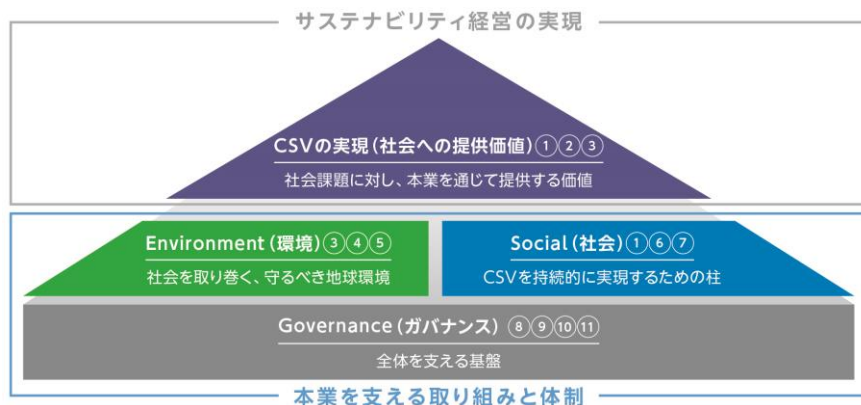 サステナビリティ経営の実現
CSVの実現(社会への提供価値)①②③
社会課題に対し、本業を通じて提供する価値
Environment(環境)③④⑤
社会を取り巻く、守るべき地球環境
Social(社会)①⑥⑦
CSVを持続的に実現するための柱
Governance(ガバナンス)⑧⑨⑩⑪
全体を支える基盤
本業を支える取り組みと体制